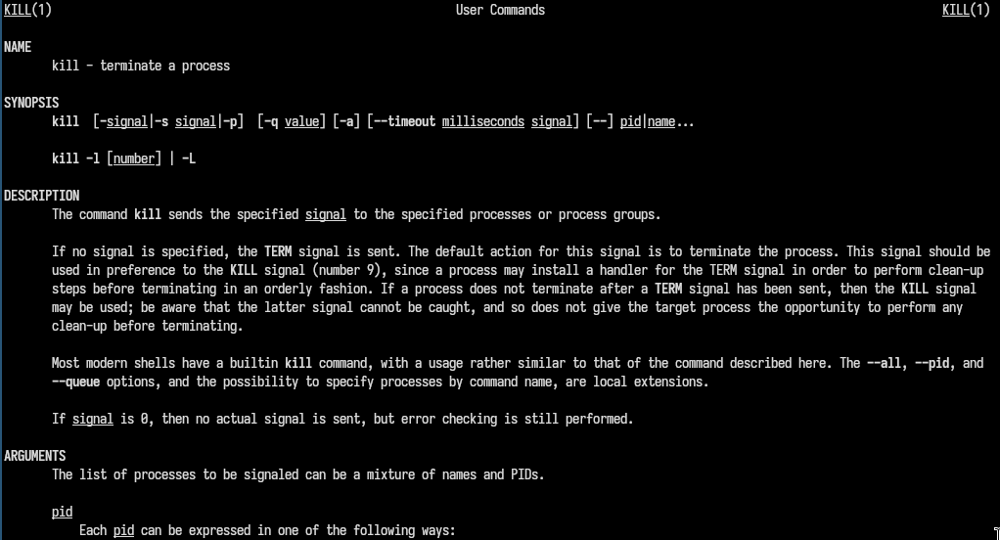 KILL(1) User Commands KILL(1)
NAME
kill - terminate a process
SYNOPSIS
kill [-signal|-s signal|-p] [-q value] [-a] [--timeout milliseconds signal] [--] pid|name...
kill -l [number] | -L
DESCRIPTION
The command kill sends the specified signal to the specified processes or process groups.
If no signal is specified, the TERM signal is sent. The default action for this signal is to terminate the process. This signal should be
used in preference to the KILL signal (number 9), since a process may install a handler for the TERM signal in order to perform clean-up
steps before terminating in an orderly fashion. If a process does not terminate after a TERM signal has been sent, then the KILL signal
may be used; be aware that the latter signal cannot be caught, and so does not give the target process the opportunity to perform any
clean-up before terminating.
Most modern shells have a builtin kill command, with a usage rather similar to that of the command described here. The --all, --pid, and
--queue options, and the possibility to specify processes by command name, are local extensions.
If signal is 0, then no actual signal is sent, but error checking is still performed.
ARGUMENTS
The list of processes to be signaled can be a mixture of names and PIDs.
pid
Each pid can be expressed in one of the following ways: